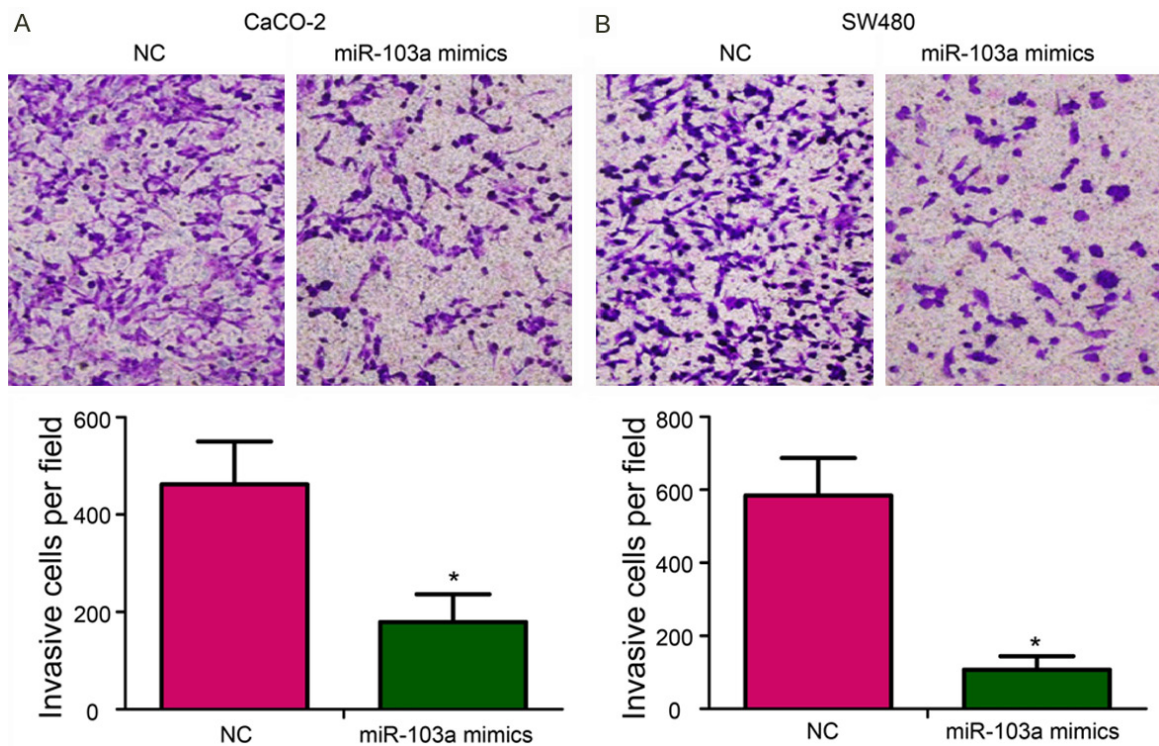 A
CaCO-2
NC
miR-103a mimics
B
SW480
NC
miR-103a mimics
Invasive cells per field
600
400
200
0
*
NC
miR-103a mimics
Invasive cells per field
800
600
400
200
0
*
NC
miR-103a mimics